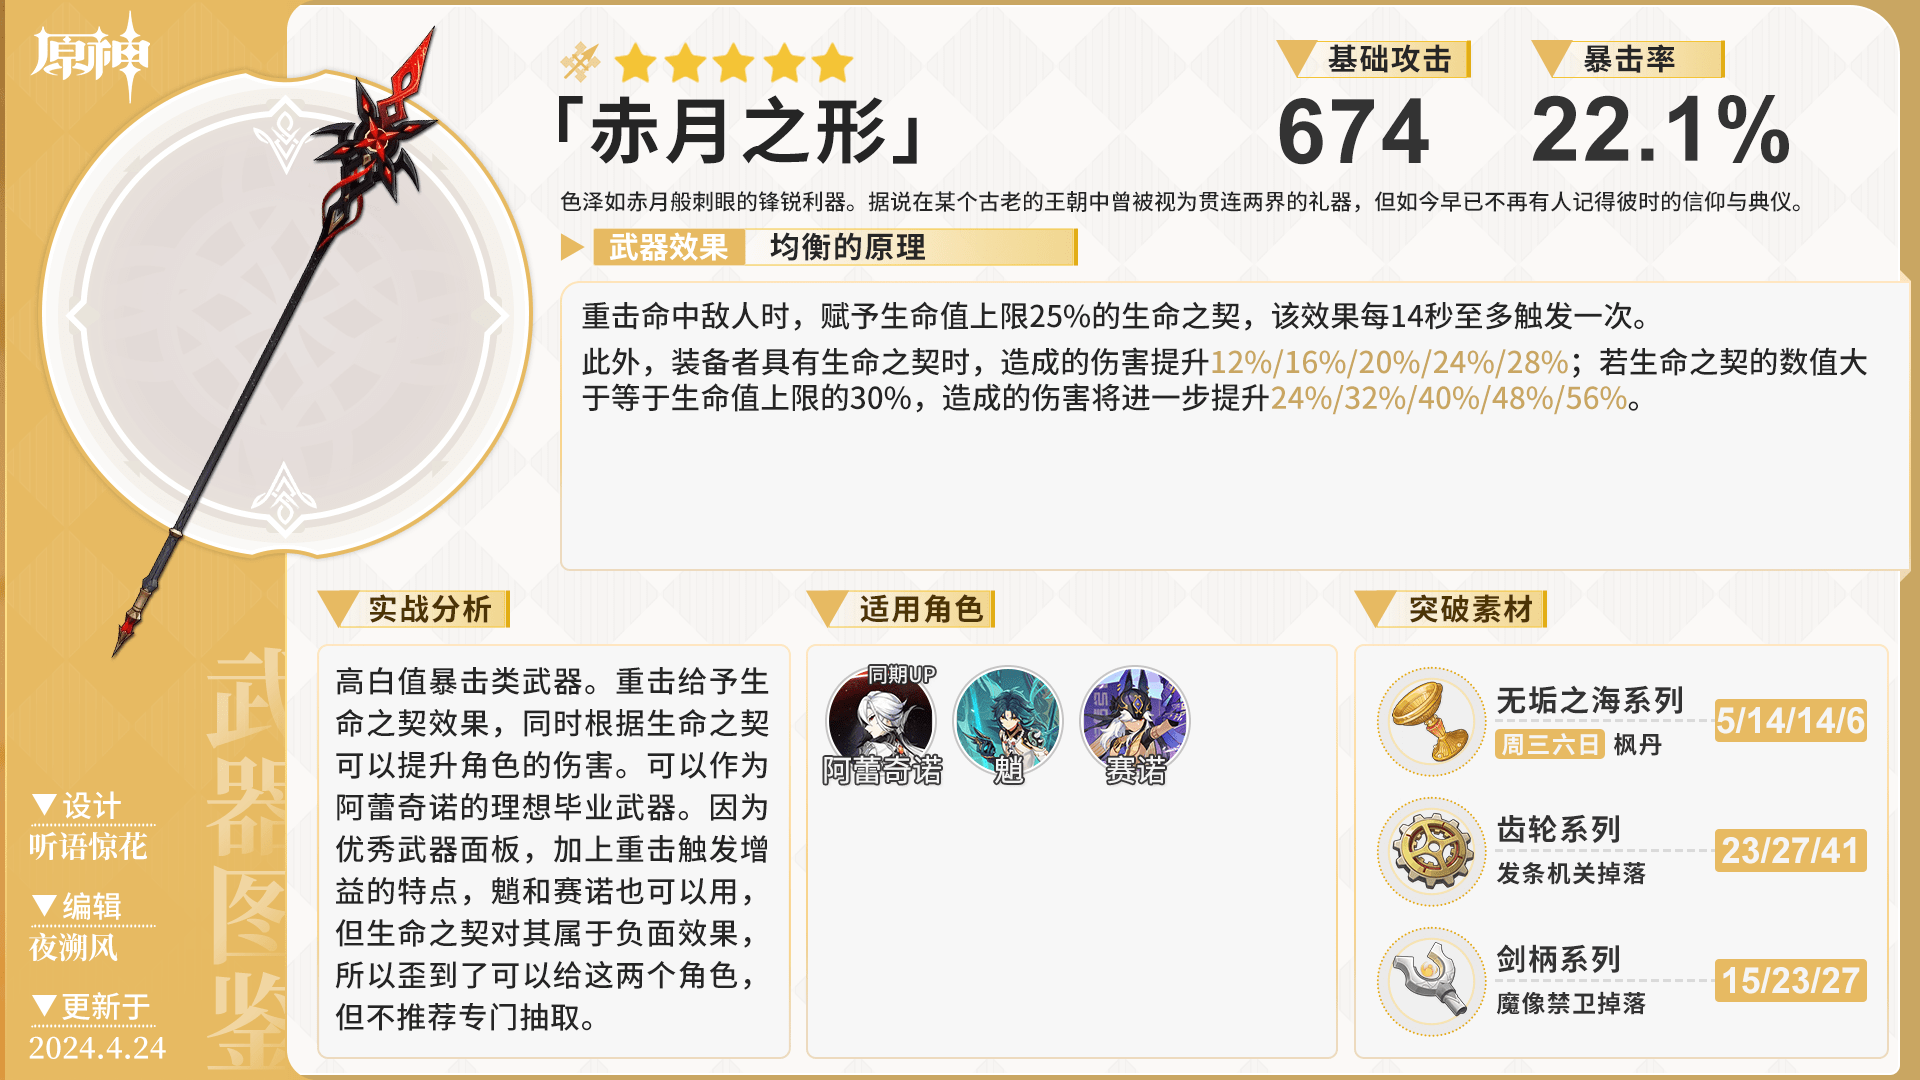 原神
「赤月之形」
基础攻击
674
暴击率
22.1%
色泽如赤月般刺眼的锋锐利器。据说在某个古老的王朝中曾被视为贯连两界的礼器，但如今早已不再有人记得彼时的信仰与典仪。
武器效果 均衡的原理
重击命中敌人时，赋予生命值上限25%的生命之契，该效果每14秒至多触发一次。
此外，装备者具有生命之契时，造成的伤害提升12%/16%/20%/24%/28%；若生命之契的数值大
于等于生命值上限的30%，造成的伤害将进一步提升24%/32%/40%/48%/56%。
实战分析
高白值暴击类武器。重击给予生
命之契效果，同时根据生命之契
可以提升角色的伤害。可以作为
阿蕾奇诺的理想毕业武器。因为
优秀武器面板，加上重击触发增
益的特点，魈和赛诺也可以用，
但生命之契对其属于负面效果，
所以歪到了可以给这两个角色，
但不推荐专门抽取。
适用角色
同期UP
阿蕾奇诺
魈
赛诺
突破素材
无垢之海系列
周三六日 枫丹
5/14/14/6
齿轮系列
发条机关掉落
23/27/41
剑柄系列
魔像禁卫掉落
15/23/27
武器图鉴
▼设计
听语惊花
▼编辑
夜溯风
▼更新于
2024.4.24